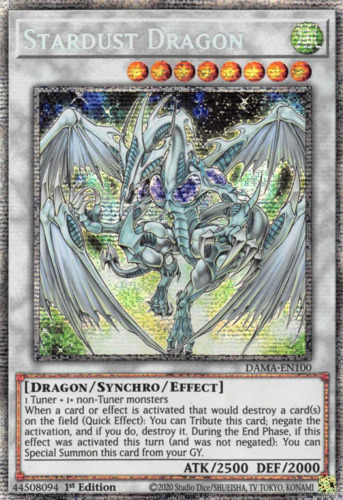 Stardust Dragon
DAMA-EN100
[Dragon/Synchro/Effect]
1 Tuner + 1+ non-Tuner monsters
When a card or effect is activated that would destroy a card(s)
on the field (Quick Effect): You can Tribute this card; negate the
activation, and if you do, destroy it. During the End Phase, if this
effect was activated this turn (and was not negated): You can
Special Summon this card from your GY.
ATK/2500 DEF/2000
44508094 1st Edition ©2020 Studio Dice/SHUEISHA, TV TOKYO, KONAMI